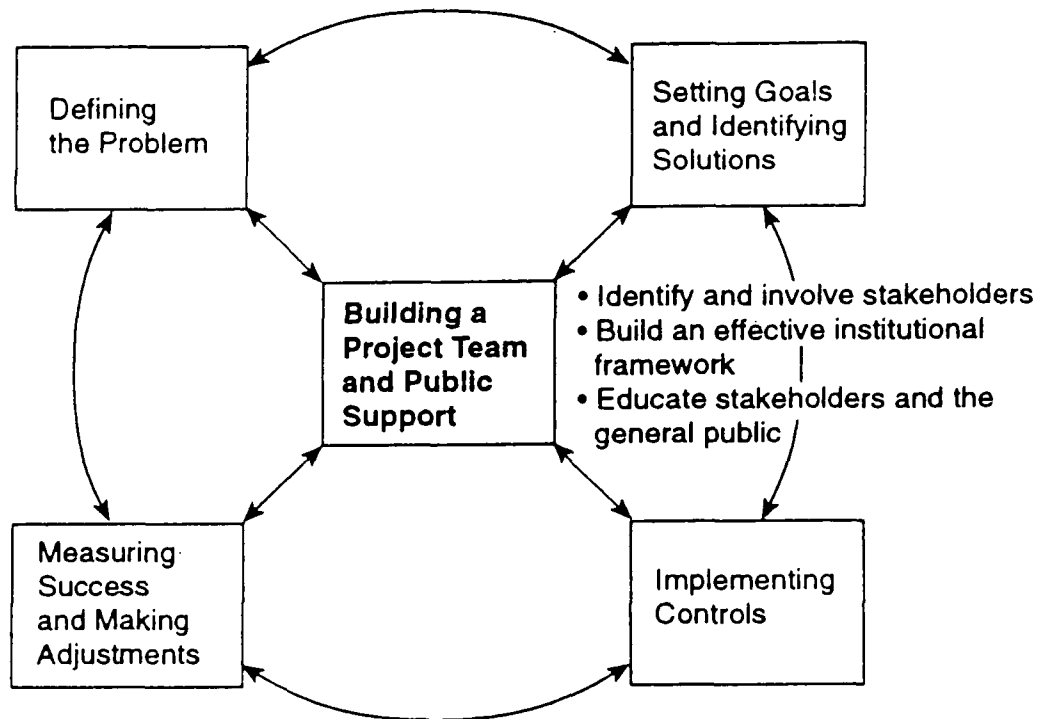 Defining
the Problem
Setting Goals
and Identifying
Solutions
Building a
Project Team
and Public
Support
• Identify and involve stakeholders
• Build an effective institutional
framework
• Educate stakeholders and the
general public
Measuring
Success
and Making
Adjustments
Implementing
Controls